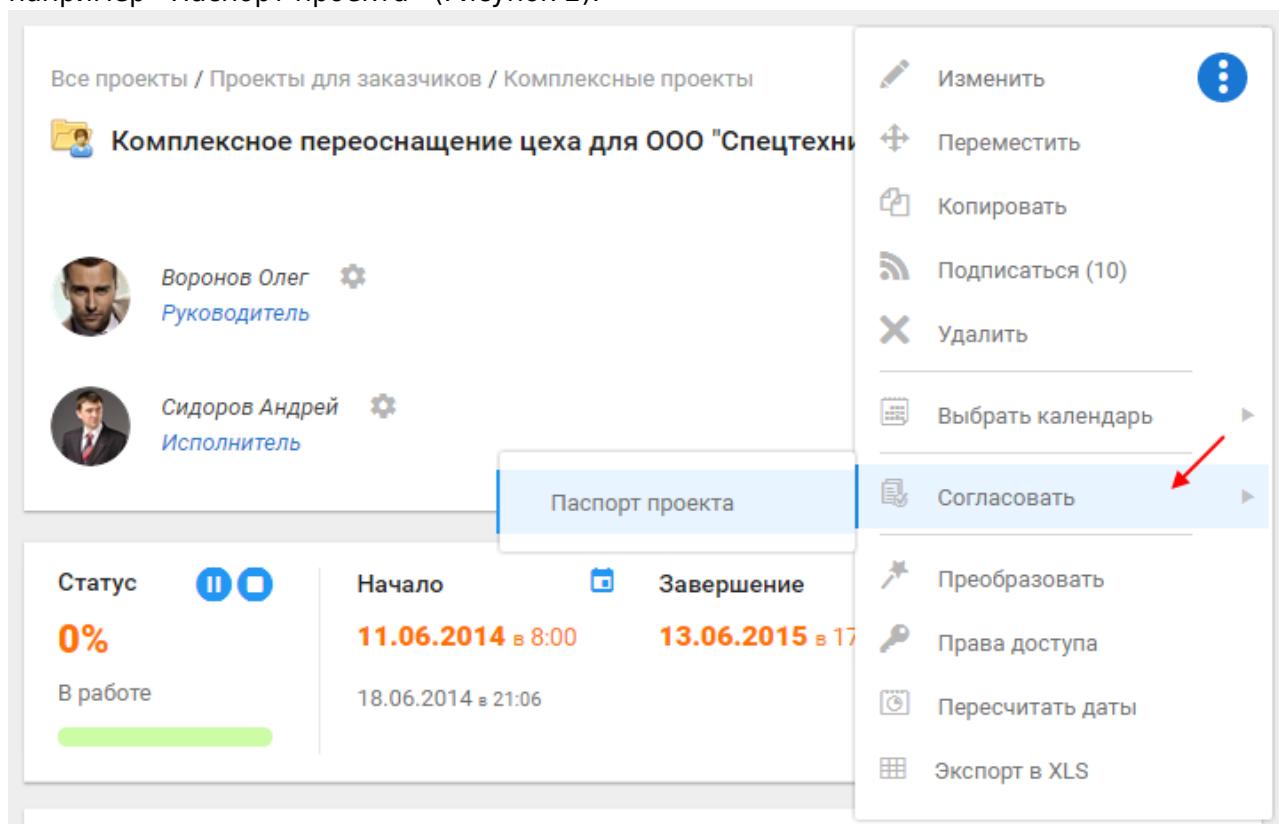 Все проекты / Проекты для заказчиков / Комплексные проекты
Комплексное переоснащение цеха для ООО "Спецтехни
Воронов Олег
Руководитель
Сидоров Андрей
Исполнитель
Изменить
Переместить
Копировать
Подписаться (10)
Удалить
Выбрать календарь
Согласовать
Паспорт проекта
Преобразовать
Права доступа
Пересчитать даты
Экспорт в XLS
Статус
0%
В работе
Начало
11.06.2014 в 8:00
18.06.2014 в 21:06
Завершение
13.06.2015 в 17